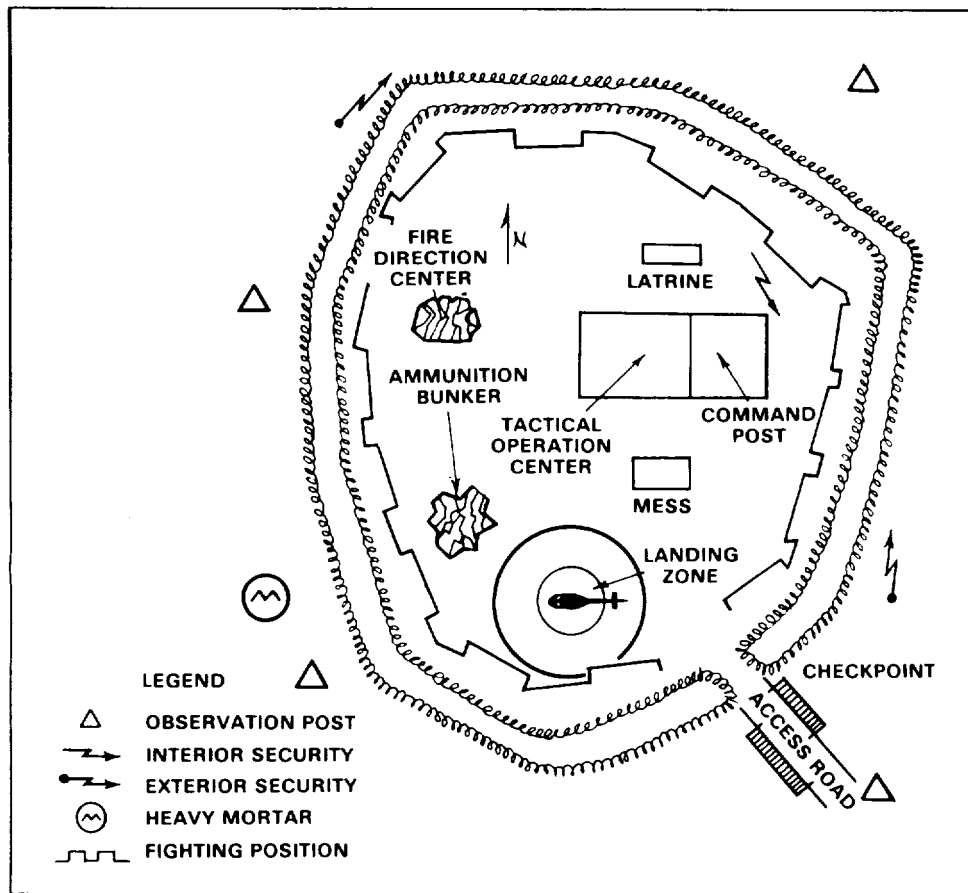 N
FIRE
DIRECTION
CENTER
LATRINE
AMMUNITION
BUNKER
TACTICAL
OPERATION
CENTER
COMMAND
POST
MESS
LANDING
ZONE
CHECKPOINT
ACCESS ROAD
LEGEND
OBSERVATION POST
INTERIOR SECURITY
EXTERIOR SECURITY
HEAVY MORTAR
FIGHTING POSITION